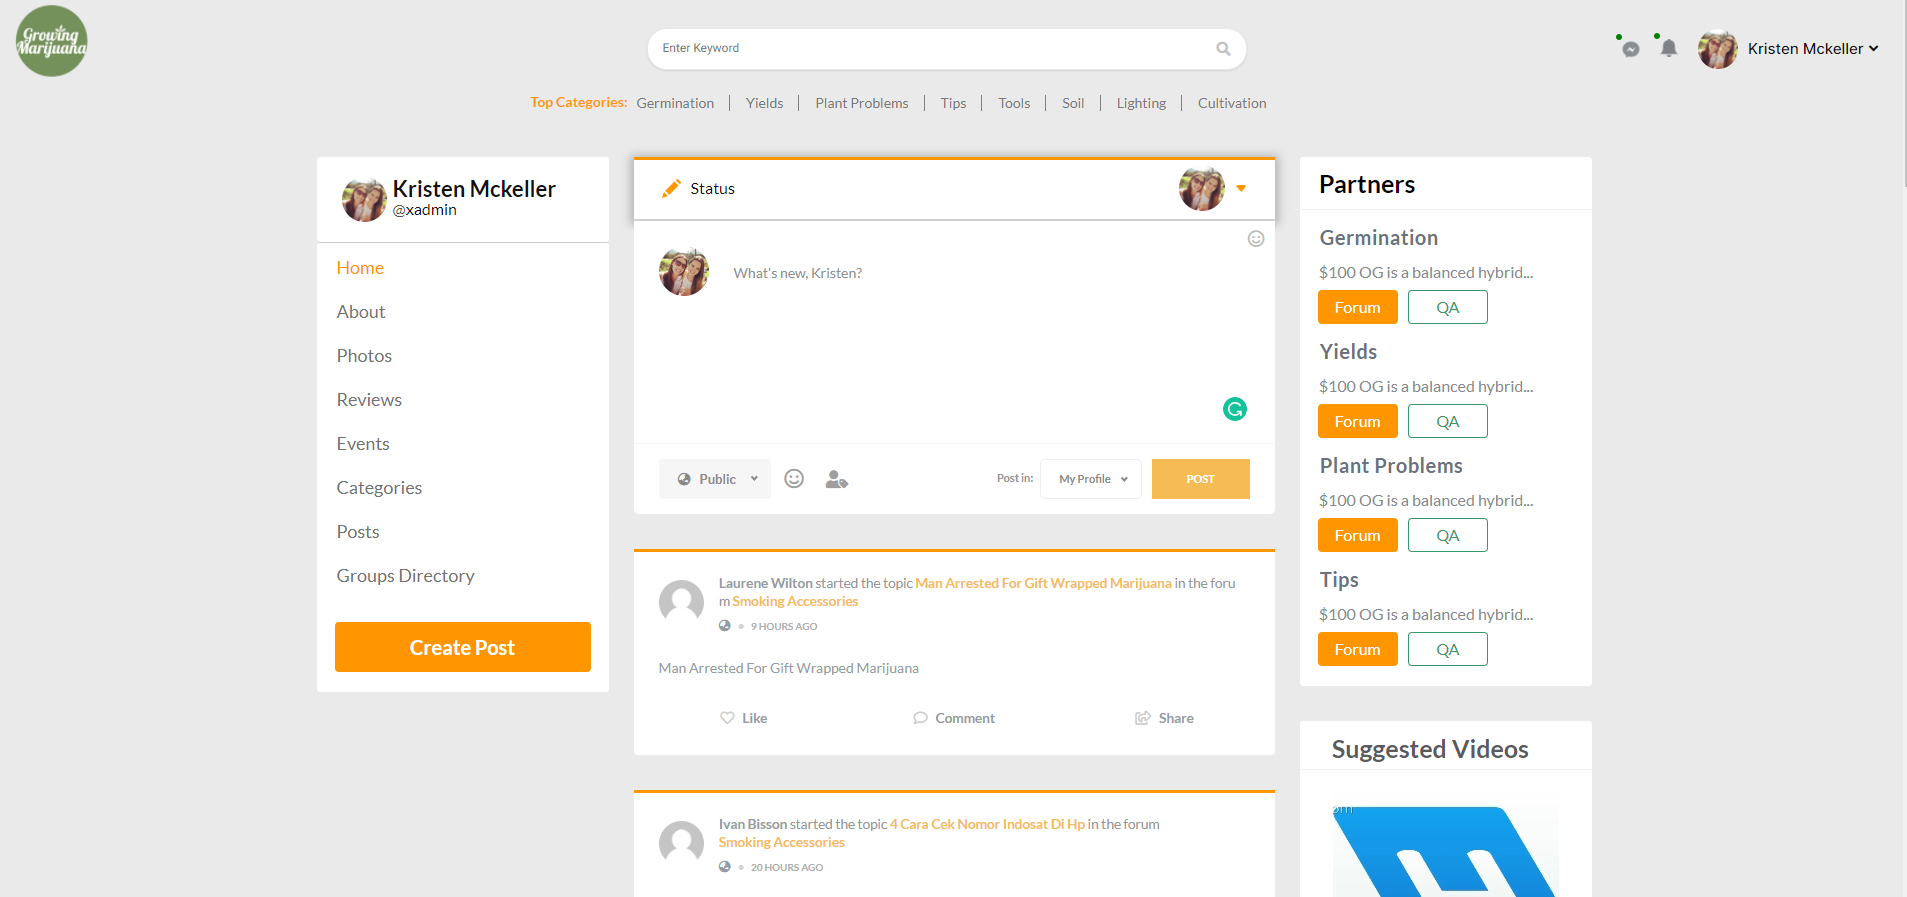 Growing
Marijuana
Enter Keyword
Kristen Mckeller
Top Categories: Germination Yields Plant Problems Tips Tools Soil Lighting Cultivation
Kristen Mckeller
@xadmin
Home
About
Photos
Reviews
Events
Categories
Posts
Groups Directory
Create Post
Status
What's new, Kristen?
Public
Post in: My Profile POST
Laurene Wilton started the topic Man Arrested For Gift Wrapped Marijuana in the foru
m Smoking Accessories
9 HOURS AGO
Man Arrested For Gift Wrapped Marijuana
Like Comment Share
Ivan Bisson started the topic 4 Cara Cek Nomor Indosat Di Hp in the forum
Smoking Accessories
20 HOURS AGO
Partners
Germination
$100 OG is a balanced hybrid...
Forum QA
Yields
$100 OG is a balanced hybrid...
Forum QA
Plant Problems
$100 OG is a balanced hybrid...
Forum QA
Tips
$100 OG is a balanced hybrid...
Forum QA
Suggested Videos